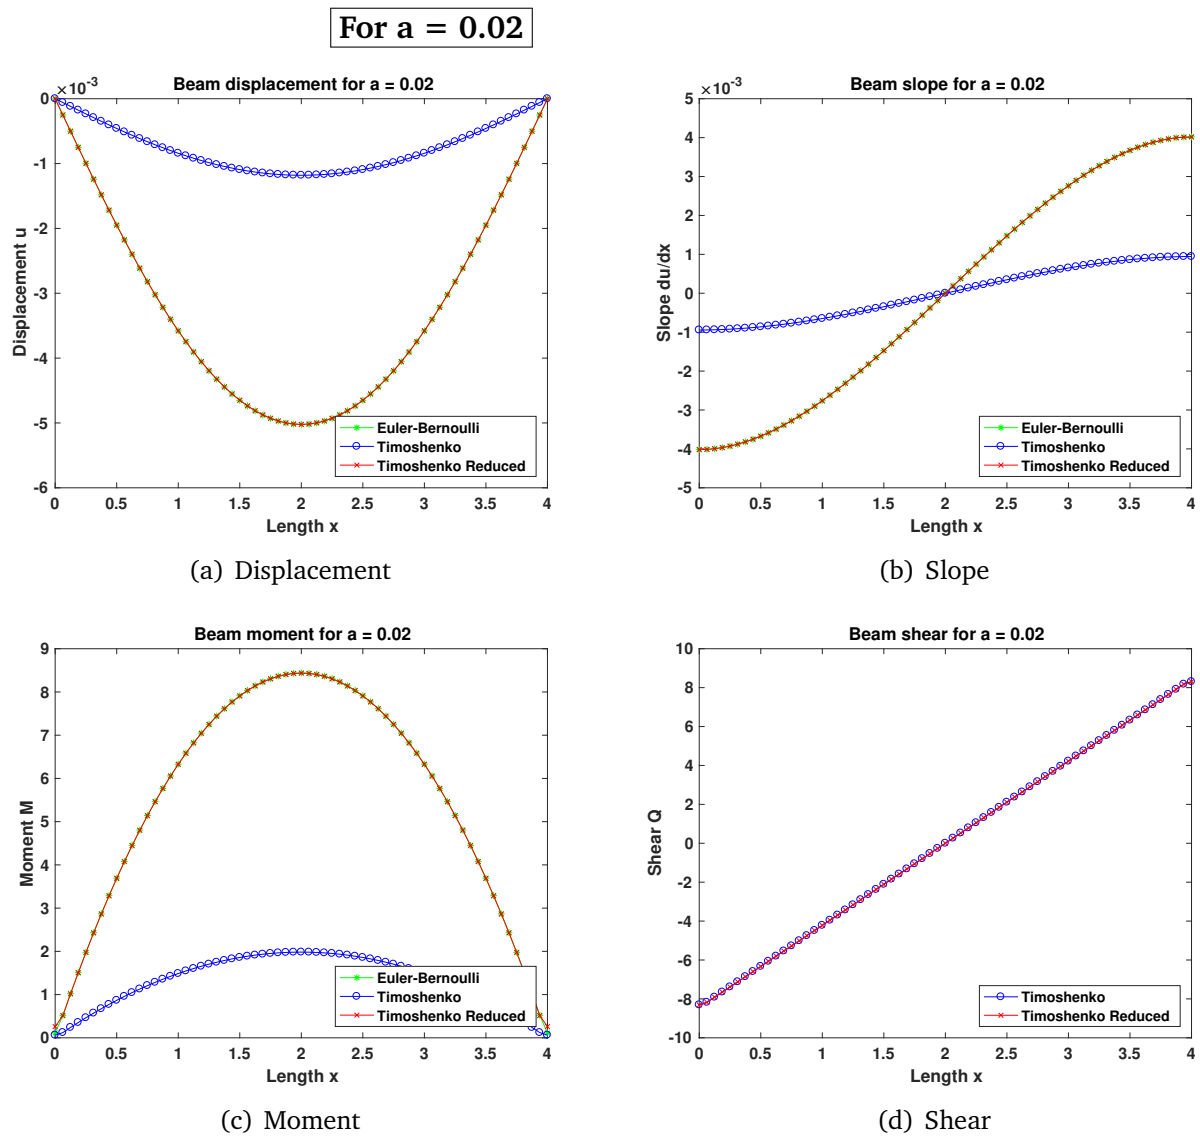 For a = 0.02
Beam displacement for a = 0.02
×10⁻³
0
-1
-2
-3
-4
-5
-6
Displacement u
0 0.5 1 1.5 2 2.5 3 3.5 4
Length x
Euler-Bernoulli
Timoshenko
Timoshenko Reduced
(a) Displacement
Beam slope for a = 0.02
×10⁻³
5
4
3
2
1
0
-1
-2
-3
-4
-5
Slope du/dx
0 0.5 1 1.5 2 2.5 3 3.5 4
Length x
Euler-Bernoulli
Timoshenko
Timoshenko Reduced
(b) Slope
Beam moment for a = 0.02
9
8
7
6
5
4
3
2
1
0
Moment M
0 0.5 1 1.5 2 2.5 3 3.5 4
Length x
Euler-Bernoulli
Timoshenko
Timoshenko Reduced
(c) Moment
Beam shear for a = 0.02
10
8
6
4
2
0
-2
-4
-6
-8
-10
Shear Q
0 0.5 1 1.5 2 2.5 3 3.5 4
Length x
Timoshenko
Timoshenko Reduced
(d) Shear